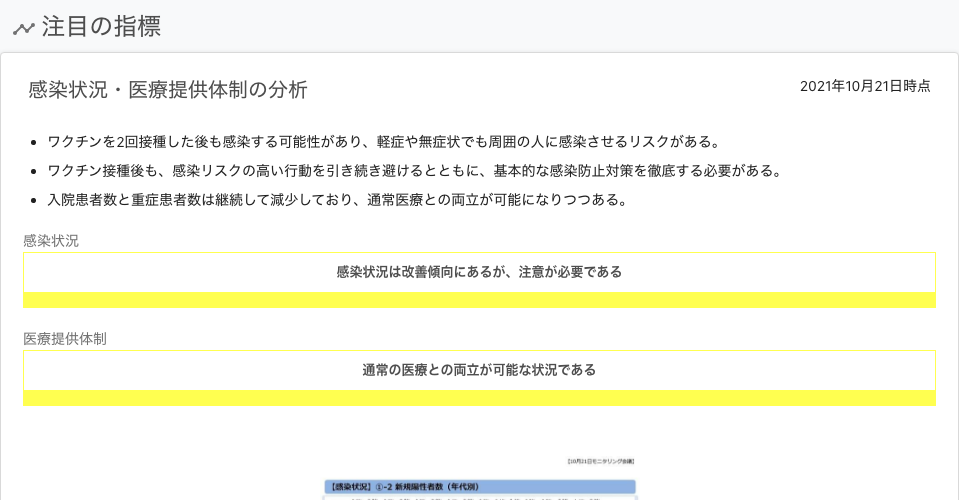 注目の指標
感染状況・医療提供体制の分析
2021年10月21日時点
ワクチンを2回接種した後も感染する可能性があり、軽症や無症状でも周囲の人に感染させるリスクがある。
ワクチン接種後も、感染リスクの高い行動を引き続き避けるとともに、基本的な感染防止対策を徹底する必要がある。
入院患者数と重症患者数は継続して減少しており、通常医療との両立が可能になりつつある。
感染状況
感染状況は改善傾向にあるが、注意が必要である
医療提供体制
通常の医療との両立が可能な状況である
【10月21日モニタリング会議】
【感染状況】①-2 新規陽性者数（年代別）